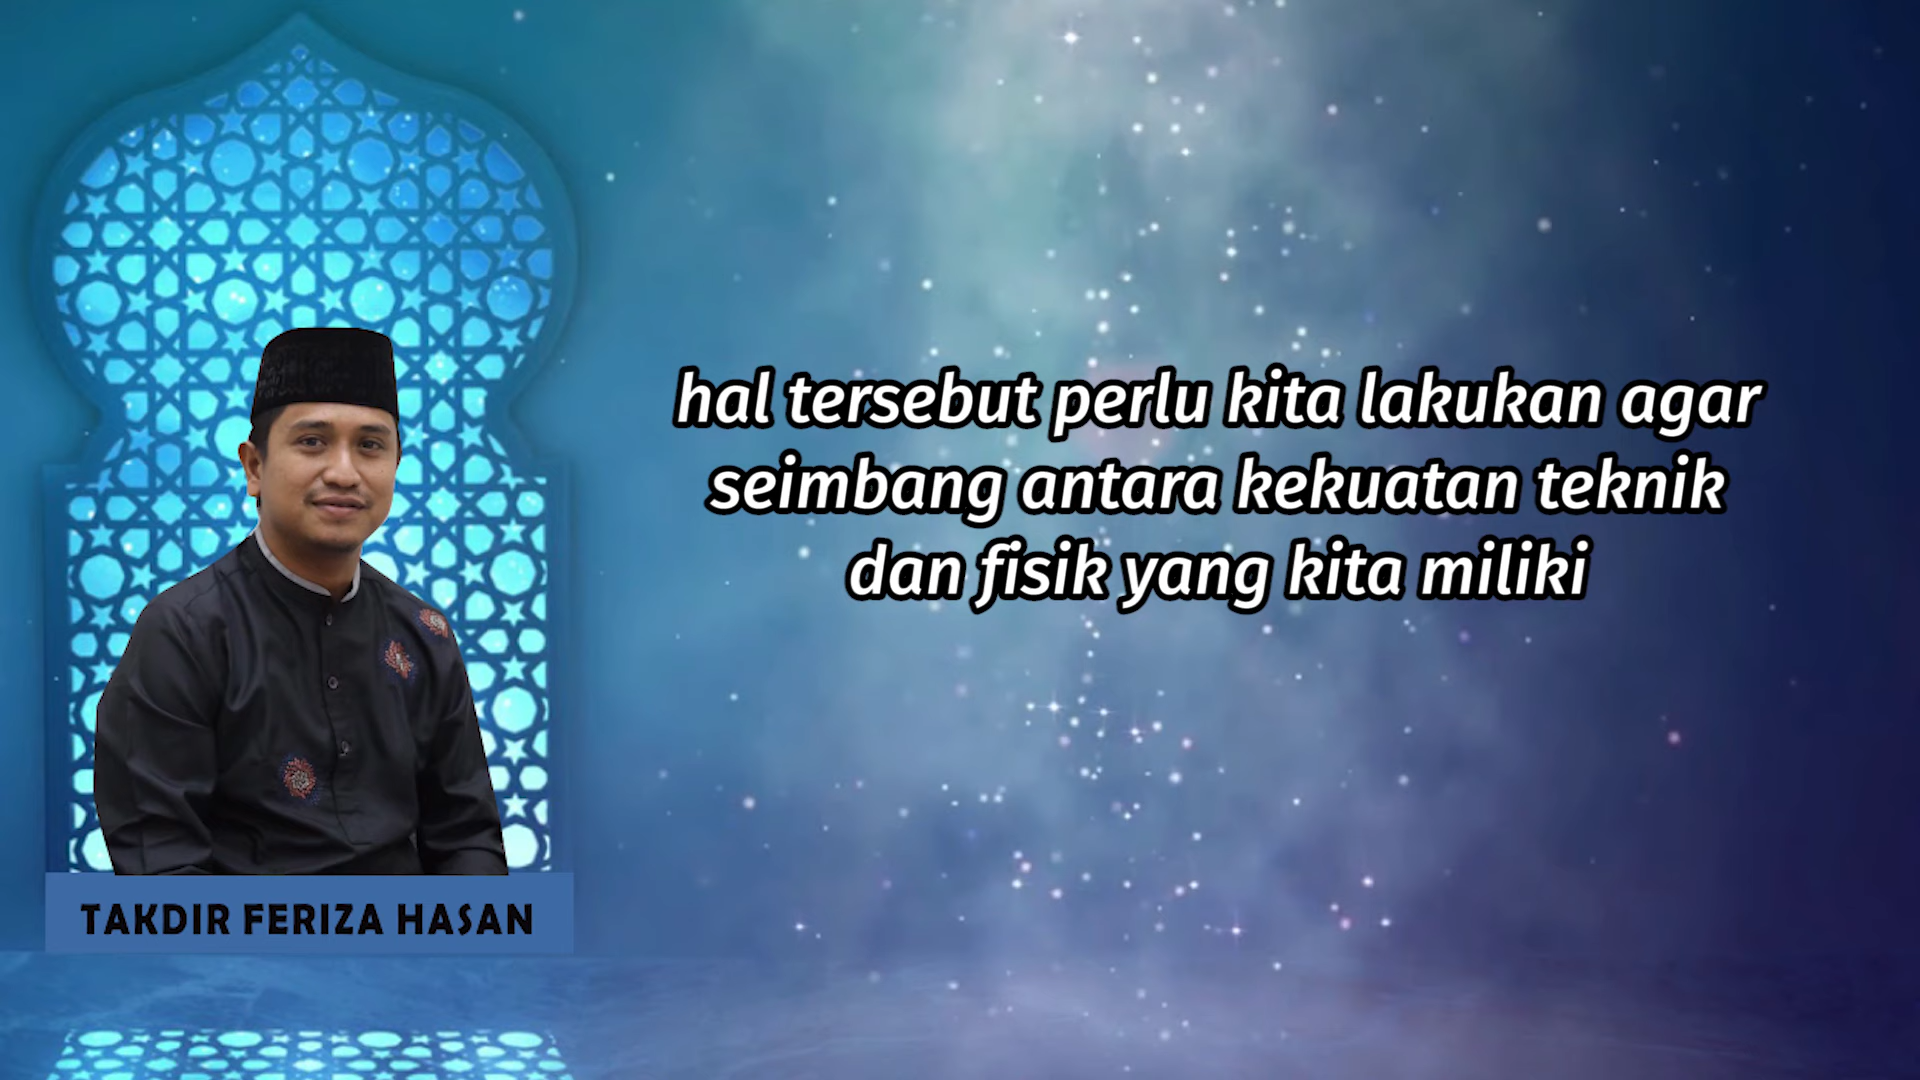 hal tersebut perlu kita lakukan agar
seimbang antara kekuatan teknik
dan fisik yang kita miliki
TAKDIR FERIZA HASAN